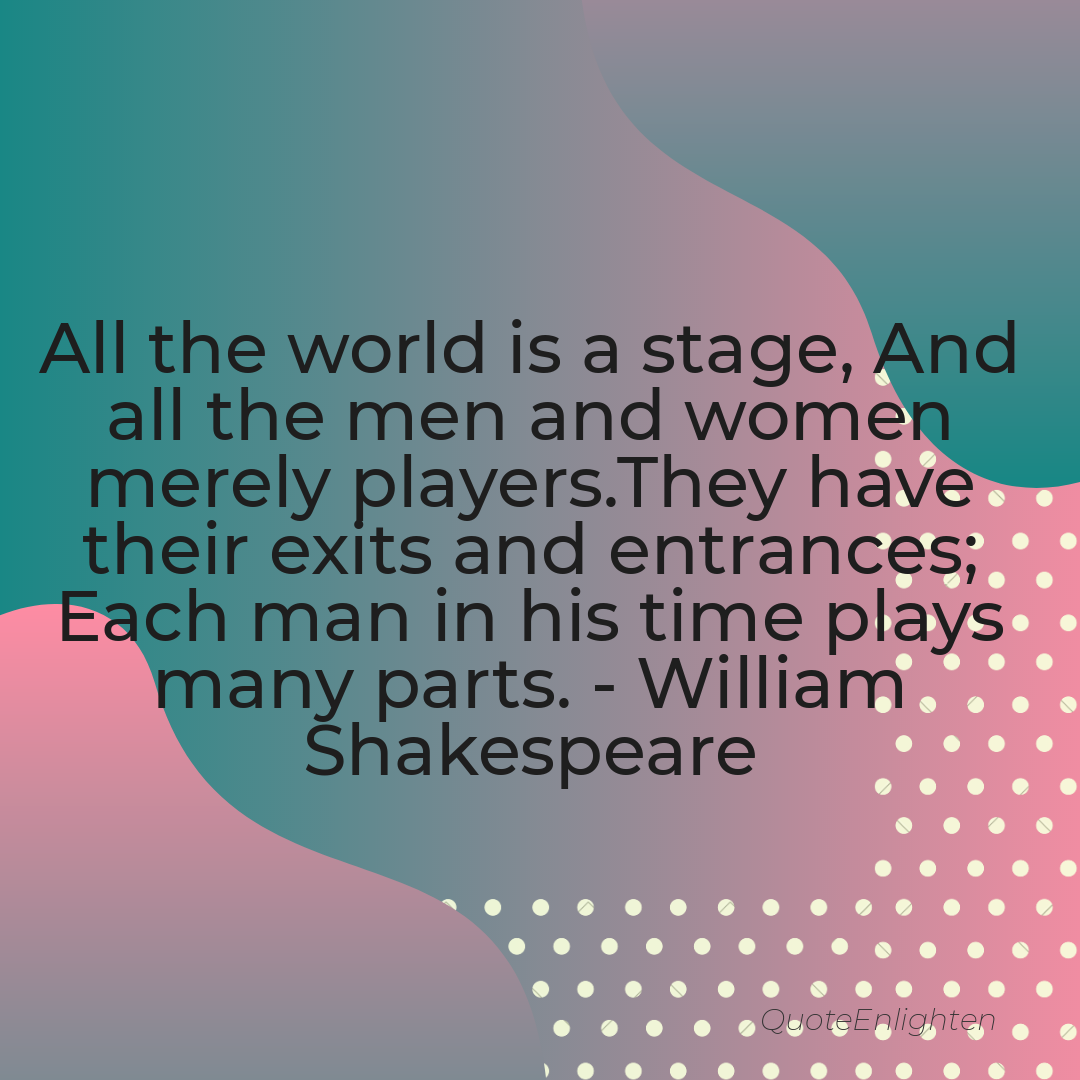 All the world is a stage, And
all the men and women
merely players.They have
their exits and entrances;
Each man in his time plays
many parts. - William
Shakespeare
QuoteEnlighten